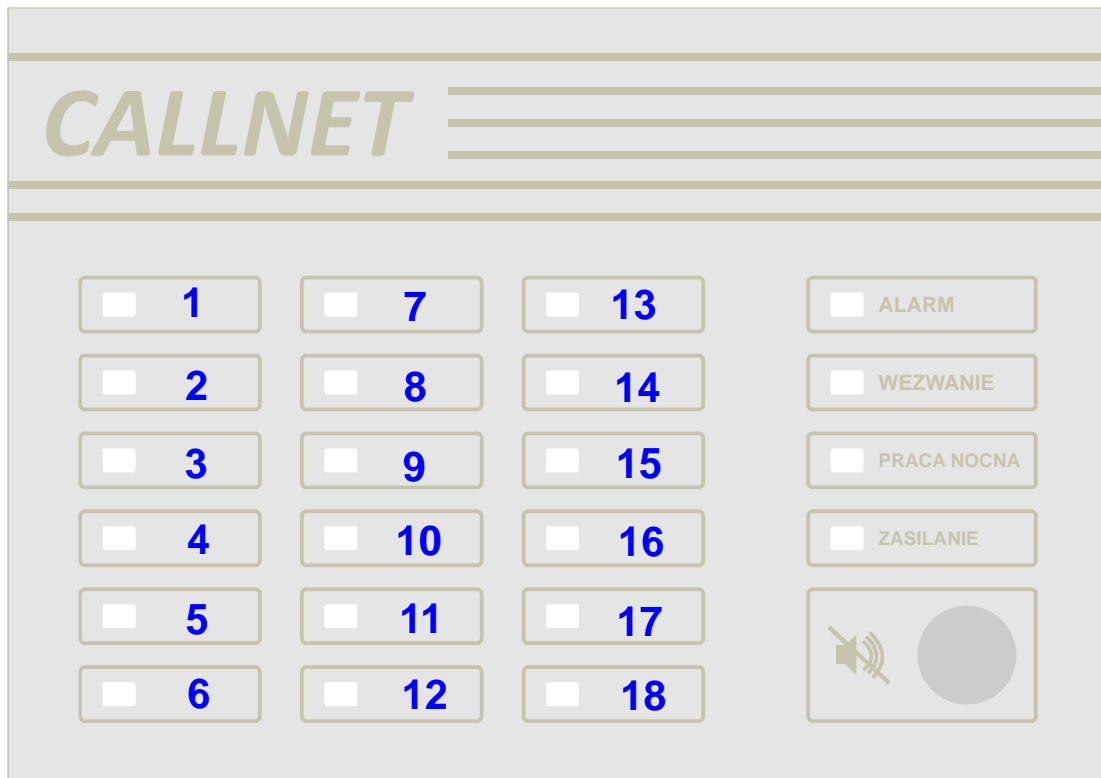 CALLNET
1 7 13 ALARM
2 8 14 WEZWANIE
3 9 15 PRACA NOCNA
4 10 16 ZASILANIE
5 11 17
6 12 18